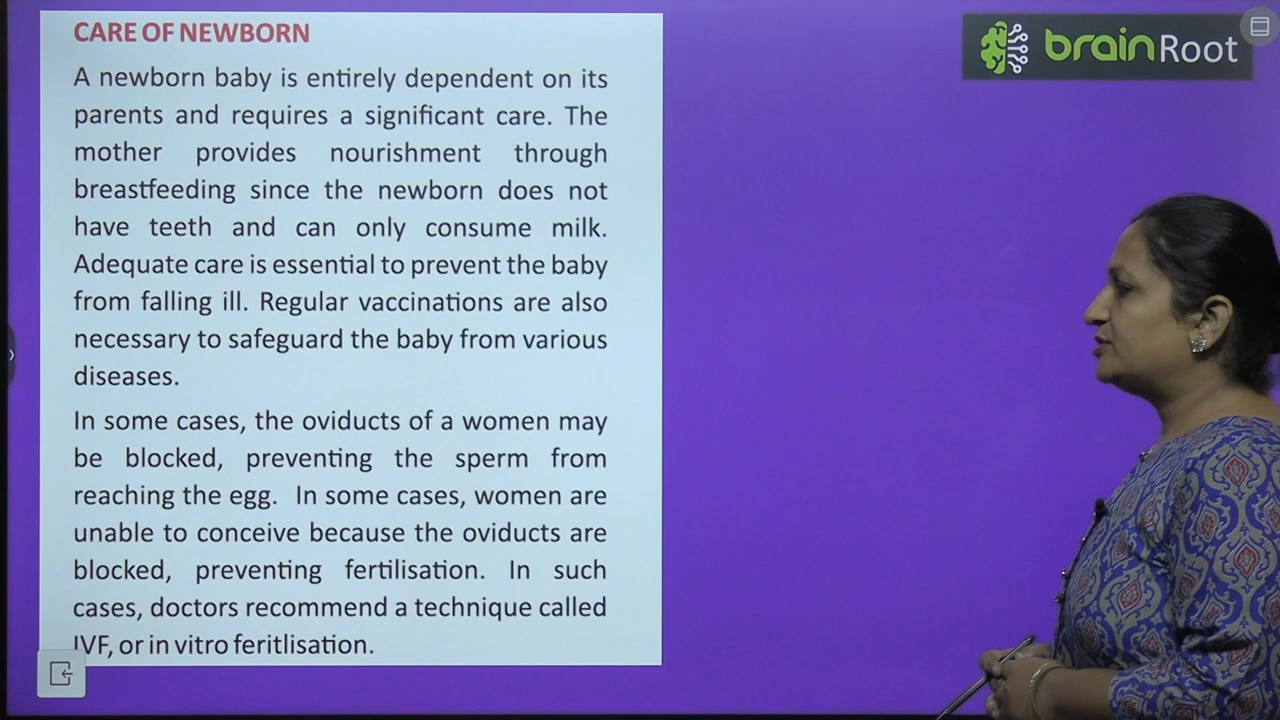 CARE OF NEWBORN
A newborn baby is entirely dependent on its
parents and requires a significant care. The
mother provides nourishment through
breastfeeding since the newborn does not
have teeth and can only consume milk.
Adequate care is essential to prevent the baby
from falling ill. Regular vaccinations are also
necessary to safeguard the baby from various
diseases.
In some cases, the oviducts of a women may
be blocked, preventing the sperm from
reaching the egg. In some cases, women are
unable to conceive because the oviducts are
blocked, preventing fertilisation. In such
cases, doctors recommend a technique called
IVF, or in vitro feritlisation.
brainRoot